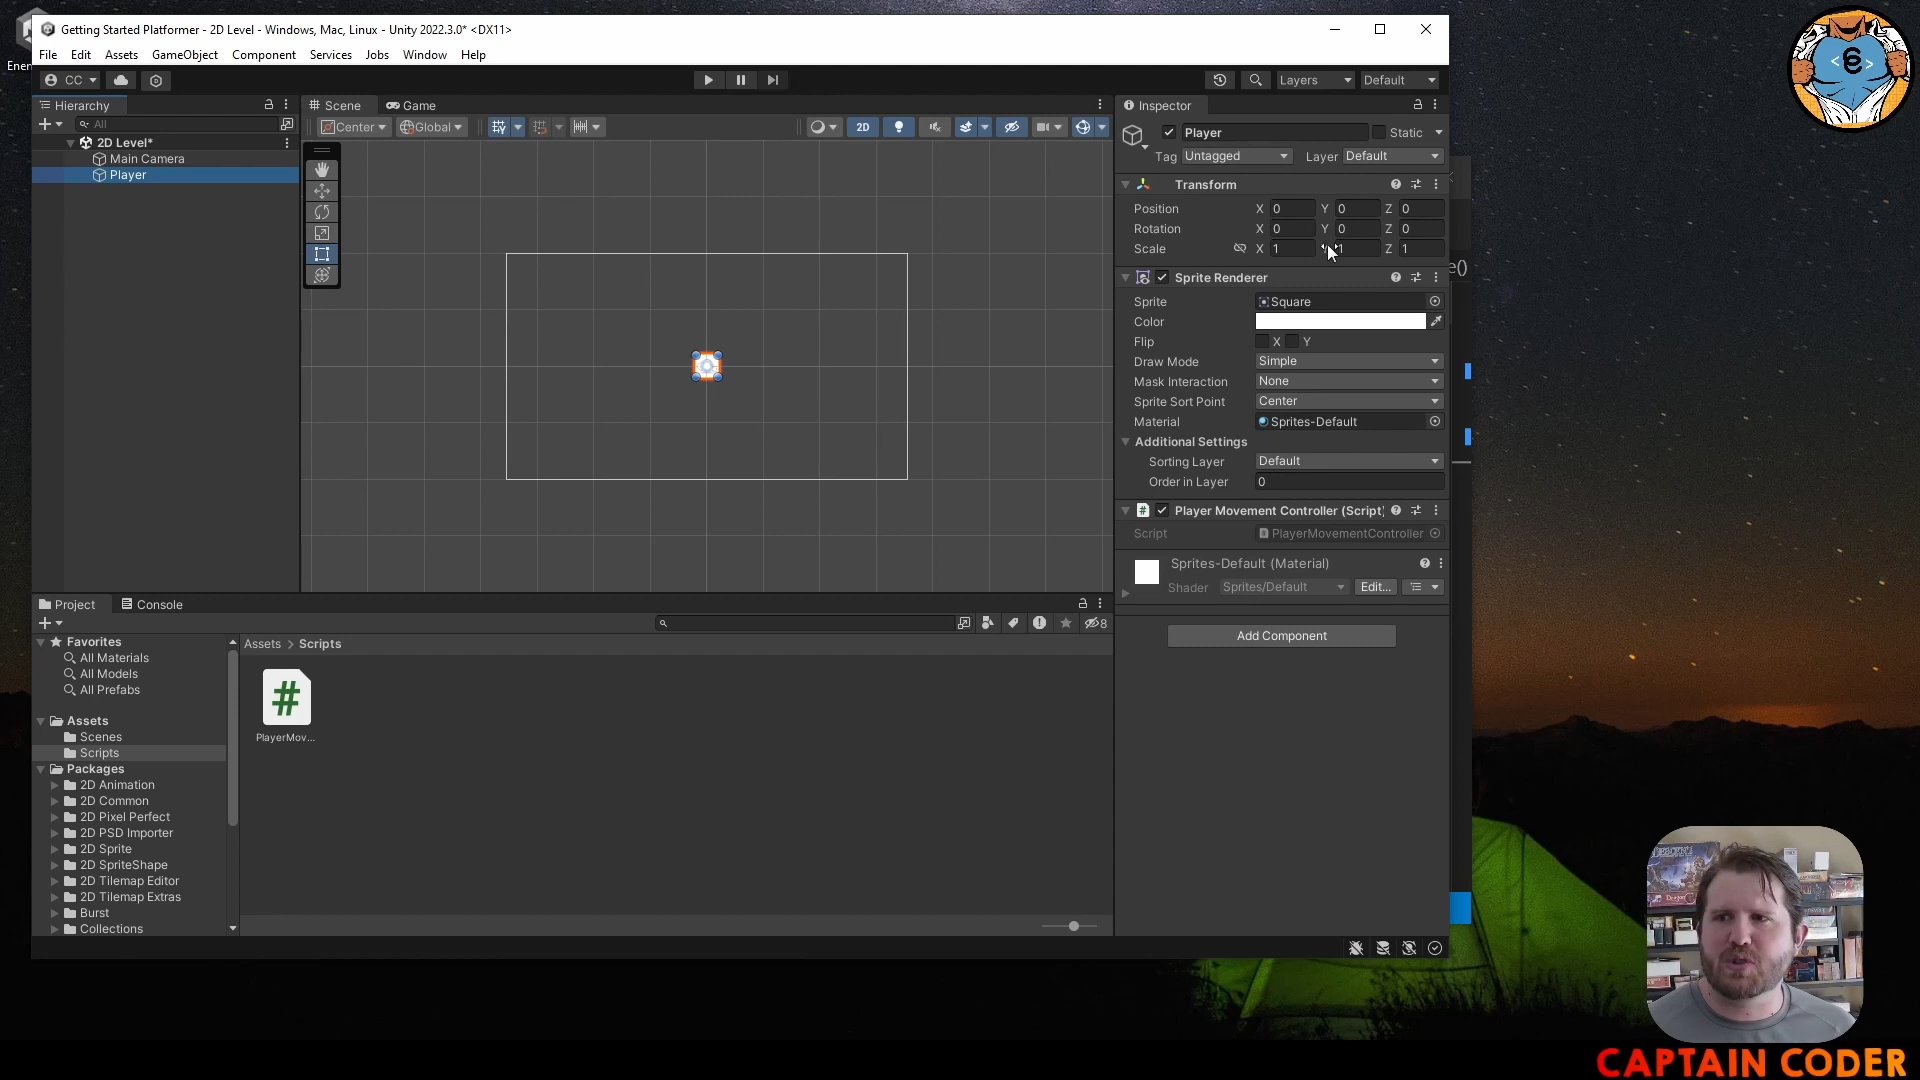 Getting Started Platformer - 2D Level - Windows, Mac, Linux - Unity 2022.3.0* <DX11>
File Edit Assets GameObject Component Services Jobs Window Help
CC Layers Default
Hierarchy
All
2D Level*
Main Camera
Player
Scene Game
Center Global 2D
Inspector
Player Static
Tag Untagged Layer Default
Transform
Position X 0 Y 0 Z 0
Rotation X 0 Y 0 Z 0
Scale X 1 Y 1 Z 1
Sprite Renderer
Sprite Square
Color
Flip X Y
Draw Mode Simple
Mask Interaction None
Sprite Sort Point Center
Material Sprites-Default
Additional Settings
Sorting Layer Default
Order in Layer 0
# Player Movement Controller (Script)
Script PlayerMovementController
Sprites-Default (Material)
Shader Sprites/Default Edit...
Add Component
Project Console
8
Favorites
All Materials
All Models
All Prefabs
Assets
Scenes
Scripts
Packages
2D Animation
2D Common
2D Pixel Perfect
2D PSD Importer
2D Sprite
2D SpriteShape
2D Tilemap Editor
2D Tilemap Extras
Burst
Collections
Assets > Scripts
#
PlayerMov...
e()
Ener
< C >
CAPTAIN CODER